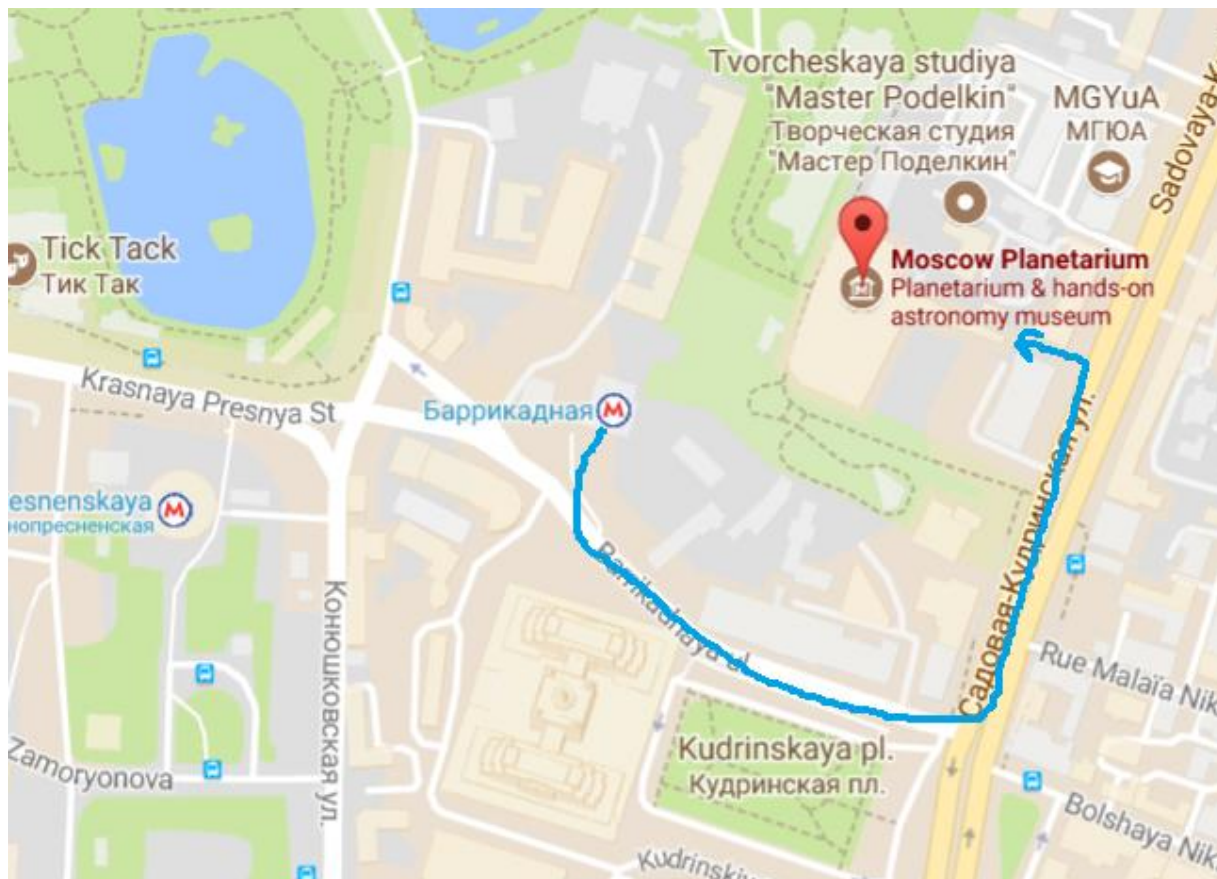 Tvorcheskaya studiya
"Master Podelkin"
Творческая студия
"Мастер Поделкин"
MGYuA
МГЮА
Sadovaya-K
Tick Tack
Тик Так
Moscow Planetarium
Planetarium & hands-on
astronomy museum
Krasnaya Presnya St
Баррикадная
M
esnenskaya
нопресненская
M
Barrikadnaya ul.
Садовая-Кудринская ул.
Конюшковская ул.
Rue Malaïa Nik
Kudrinskaya pl.
Кудринская пл.
Zamoryonova
Bolshaya Nik
Kudrinskiy